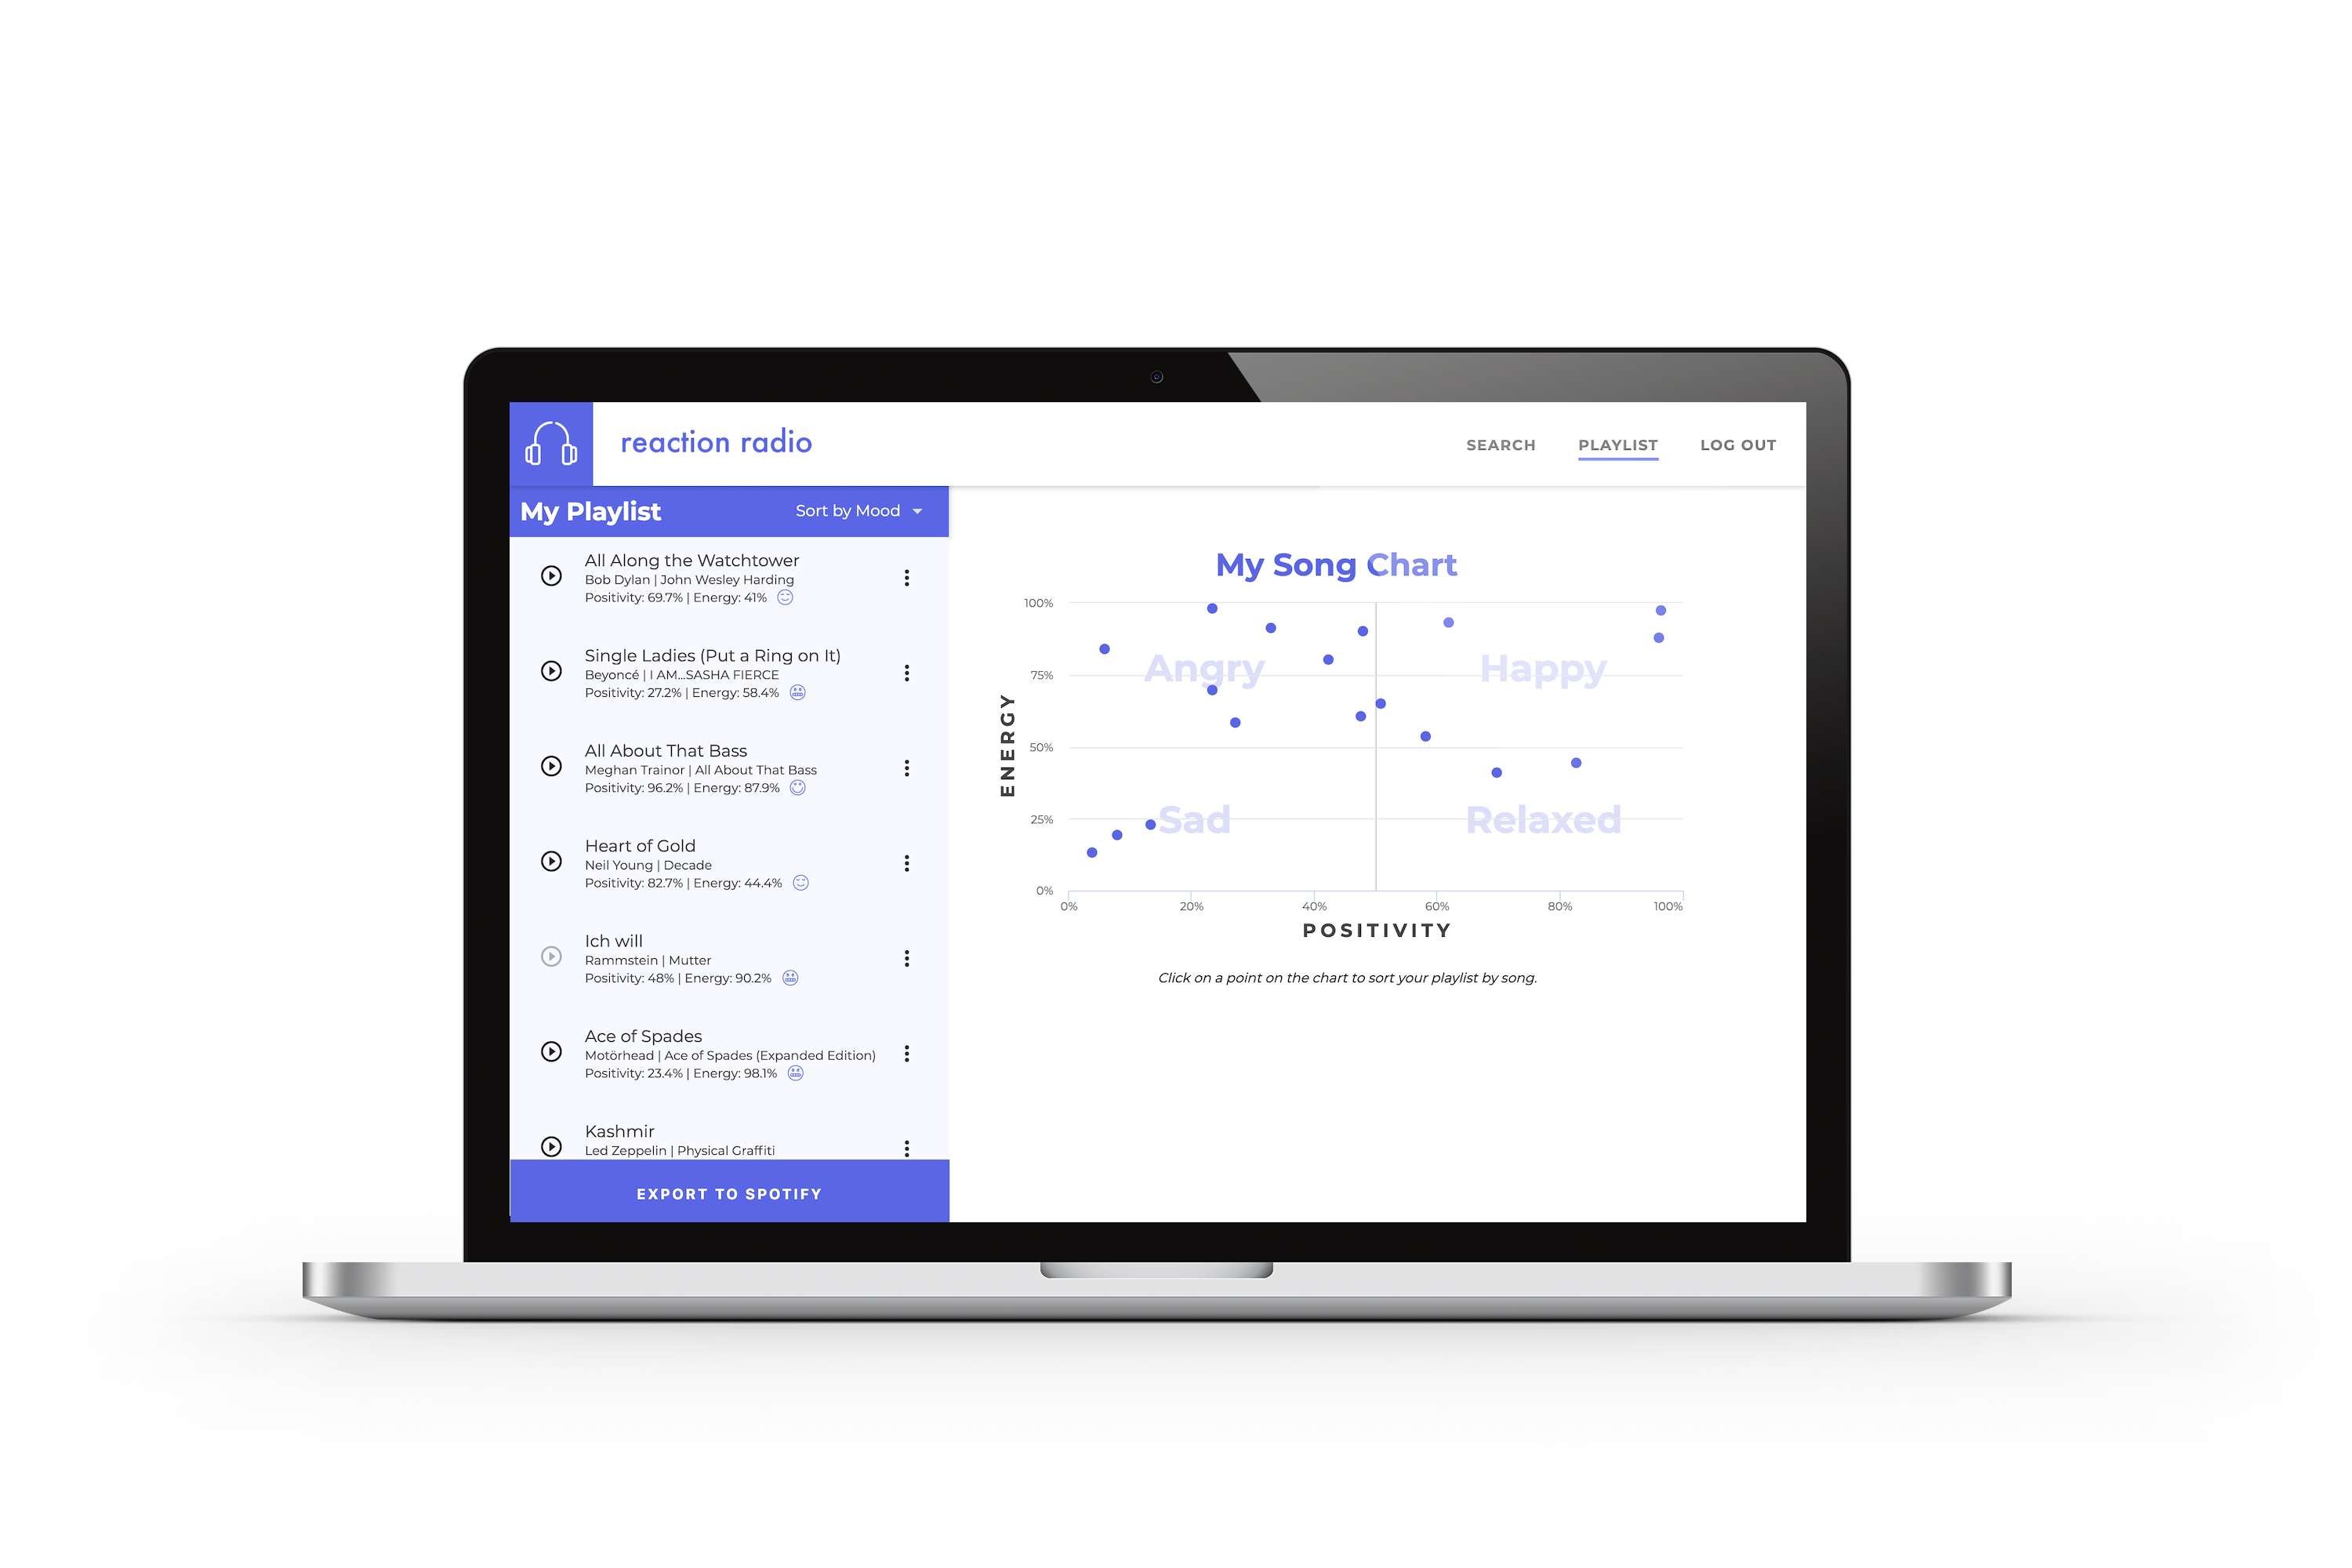 reaction radio
SEARCH PLAYLIST LOG OUT
My Playlist Sort by Mood
All Along the Watchtower
Bob Dylan | John Wesley Harding
Positivity: 69.7% | Energy: 41%
Single Ladies (Put a Ring on It)
Beyoncé | I AM...SASHA FIERCE
Positivity: 27.2% | Energy: 58.4%
All About That Bass
Meghan Trainor | All About That Bass
Positivity: 96.2% | Energy: 87.9%
Heart of Gold
Neil Young | Decade
Positivity: 82.7% | Energy: 44.4%
Ich will
Rammstein | Mutter
Positivity: 48% | Energy: 90.2%
Ace of Spades
Motörhead | Ace of Spades (Expanded Edition)
Positivity: 23.4% | Energy: 98.1%
Kashmir
Led Zeppelin | Physical Graffiti
EXPORT TO SPOTIFY
My Song Chart
100%
75%
50%
25%
0%
ENERGY
Angry
Happy
Sad
Relaxed
0% 20% 40% 60% 80% 100%
POSITIVITY
Click on a point on the chart to sort your playlist by song.